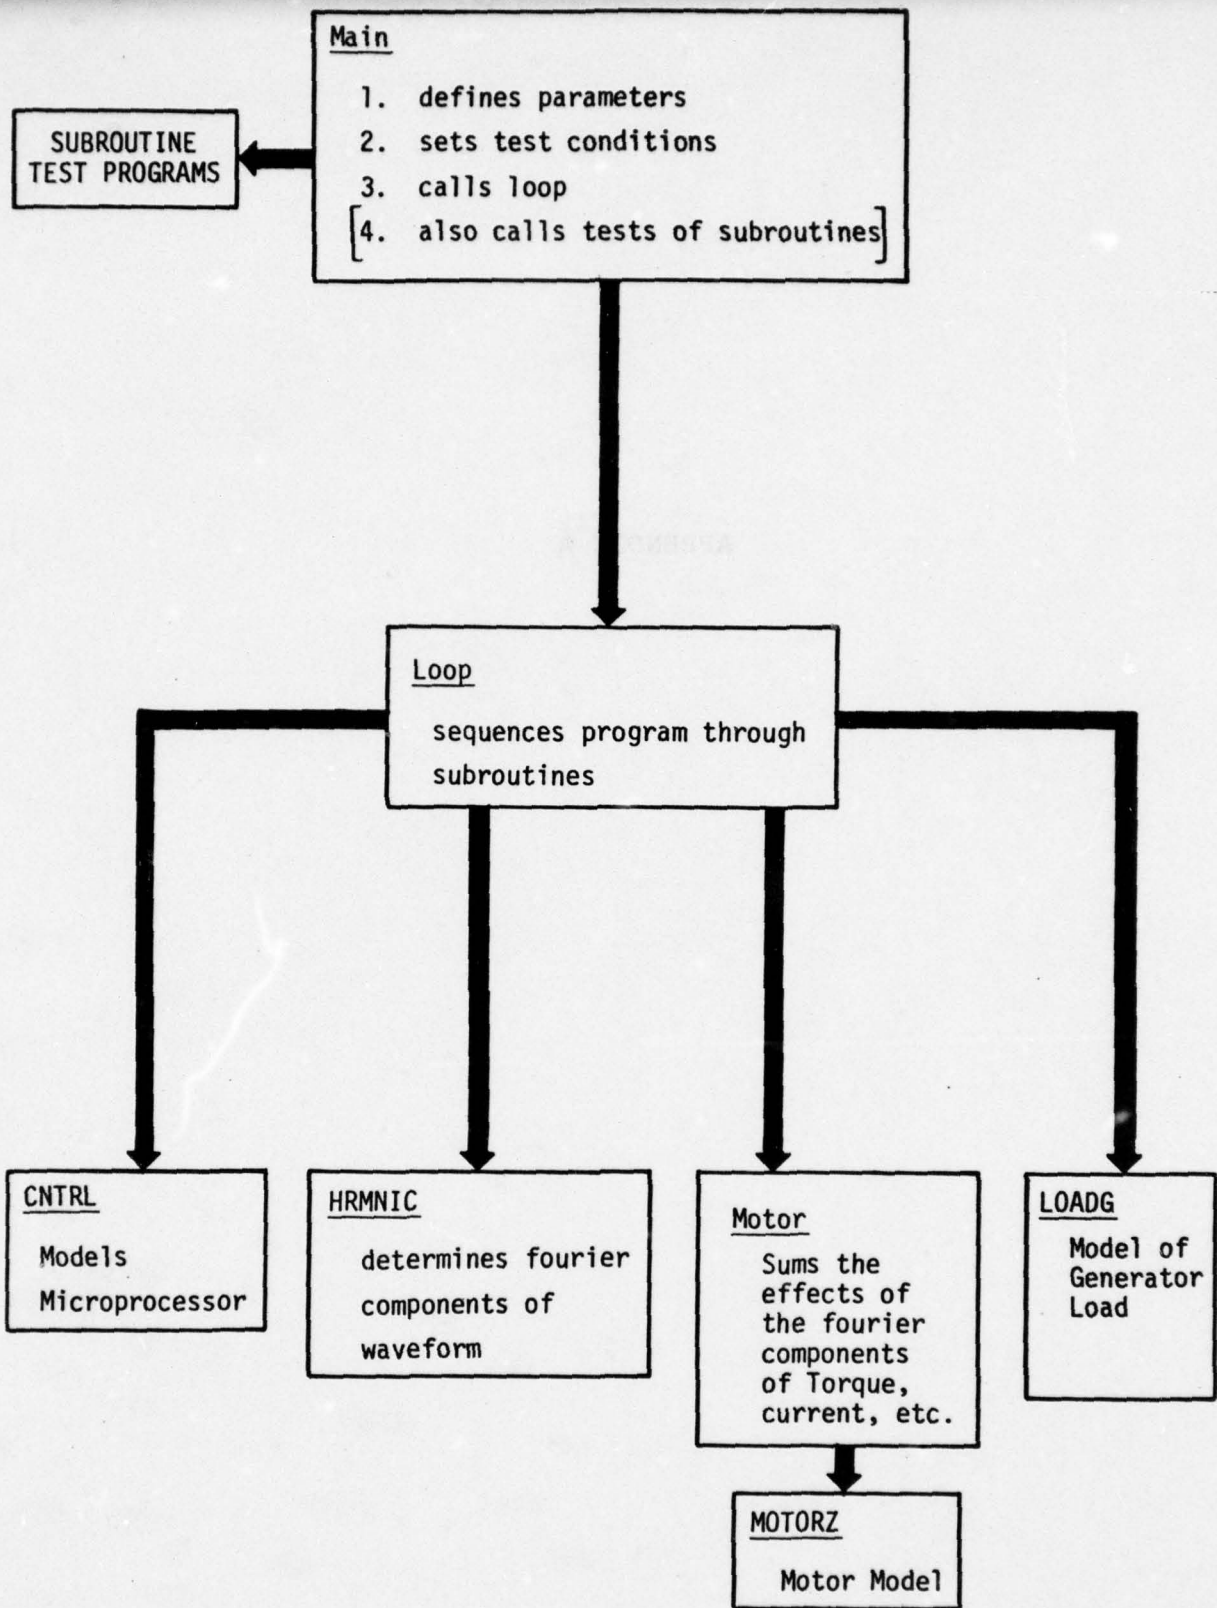 Main
1. defines parameters
2. sets test conditions
3. calls loop
[4. also calls tests of subroutines]
SUBROUTINE
TEST PROGRAMS
Loop
sequences program through
subroutines
CNTRL
Models
Microprocessor
HRMNIC
determines fourier
components of
waveform
Motor
Sums the
effects of
the fourier
components
of Torque,
current, etc.
LOADG
Model of
Generator
Load
MOTORZ
Motor Model